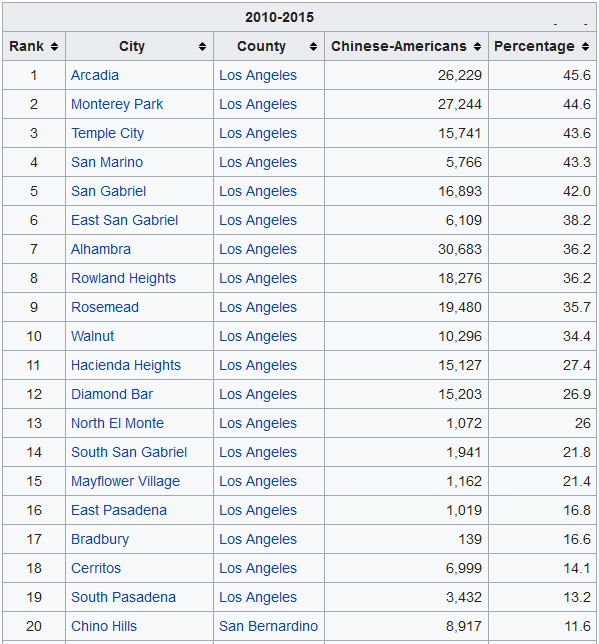 2010-2015
Rank City County Chinese-Americans Percentage
1 Arcadia Los Angeles 26,229 45.6
2 Monterey Park Los Angeles 27,244 44.6
3 Temple City Los Angeles 15,741 43.6
4 San Marino Los Angeles 5,766 43.3
5 San Gabriel Los Angeles 16,893 42.0
6 East San Gabriel Los Angeles 6,109 38.2
7 Alhambra Los Angeles 30,683 36.2
8 Rowland Heights Los Angeles 18,276 36.2
9 Rosemead Los Angeles 19,480 35.7
10 Walnut Los Angeles 10,296 34.4
11 Hacienda Heights Los Angeles 15,127 27.4
12 Diamond Bar Los Angeles 15,203 26.9
13 North El Monte Los Angeles 1,072 26
14 South San Gabriel Los Angeles 1,941 21.8
15 Mayflower Village Los Angeles 1,162 21.4
16 East Pasadena Los Angeles 1,019 16.8
17 Bradbury Los Angeles 139 16.6
18 Cerritos Los Angeles 6,999 14.1
19 South Pasadena Los Angeles 3,432 13.2
20 Chino Hills San Bernardino 8,917 11.6